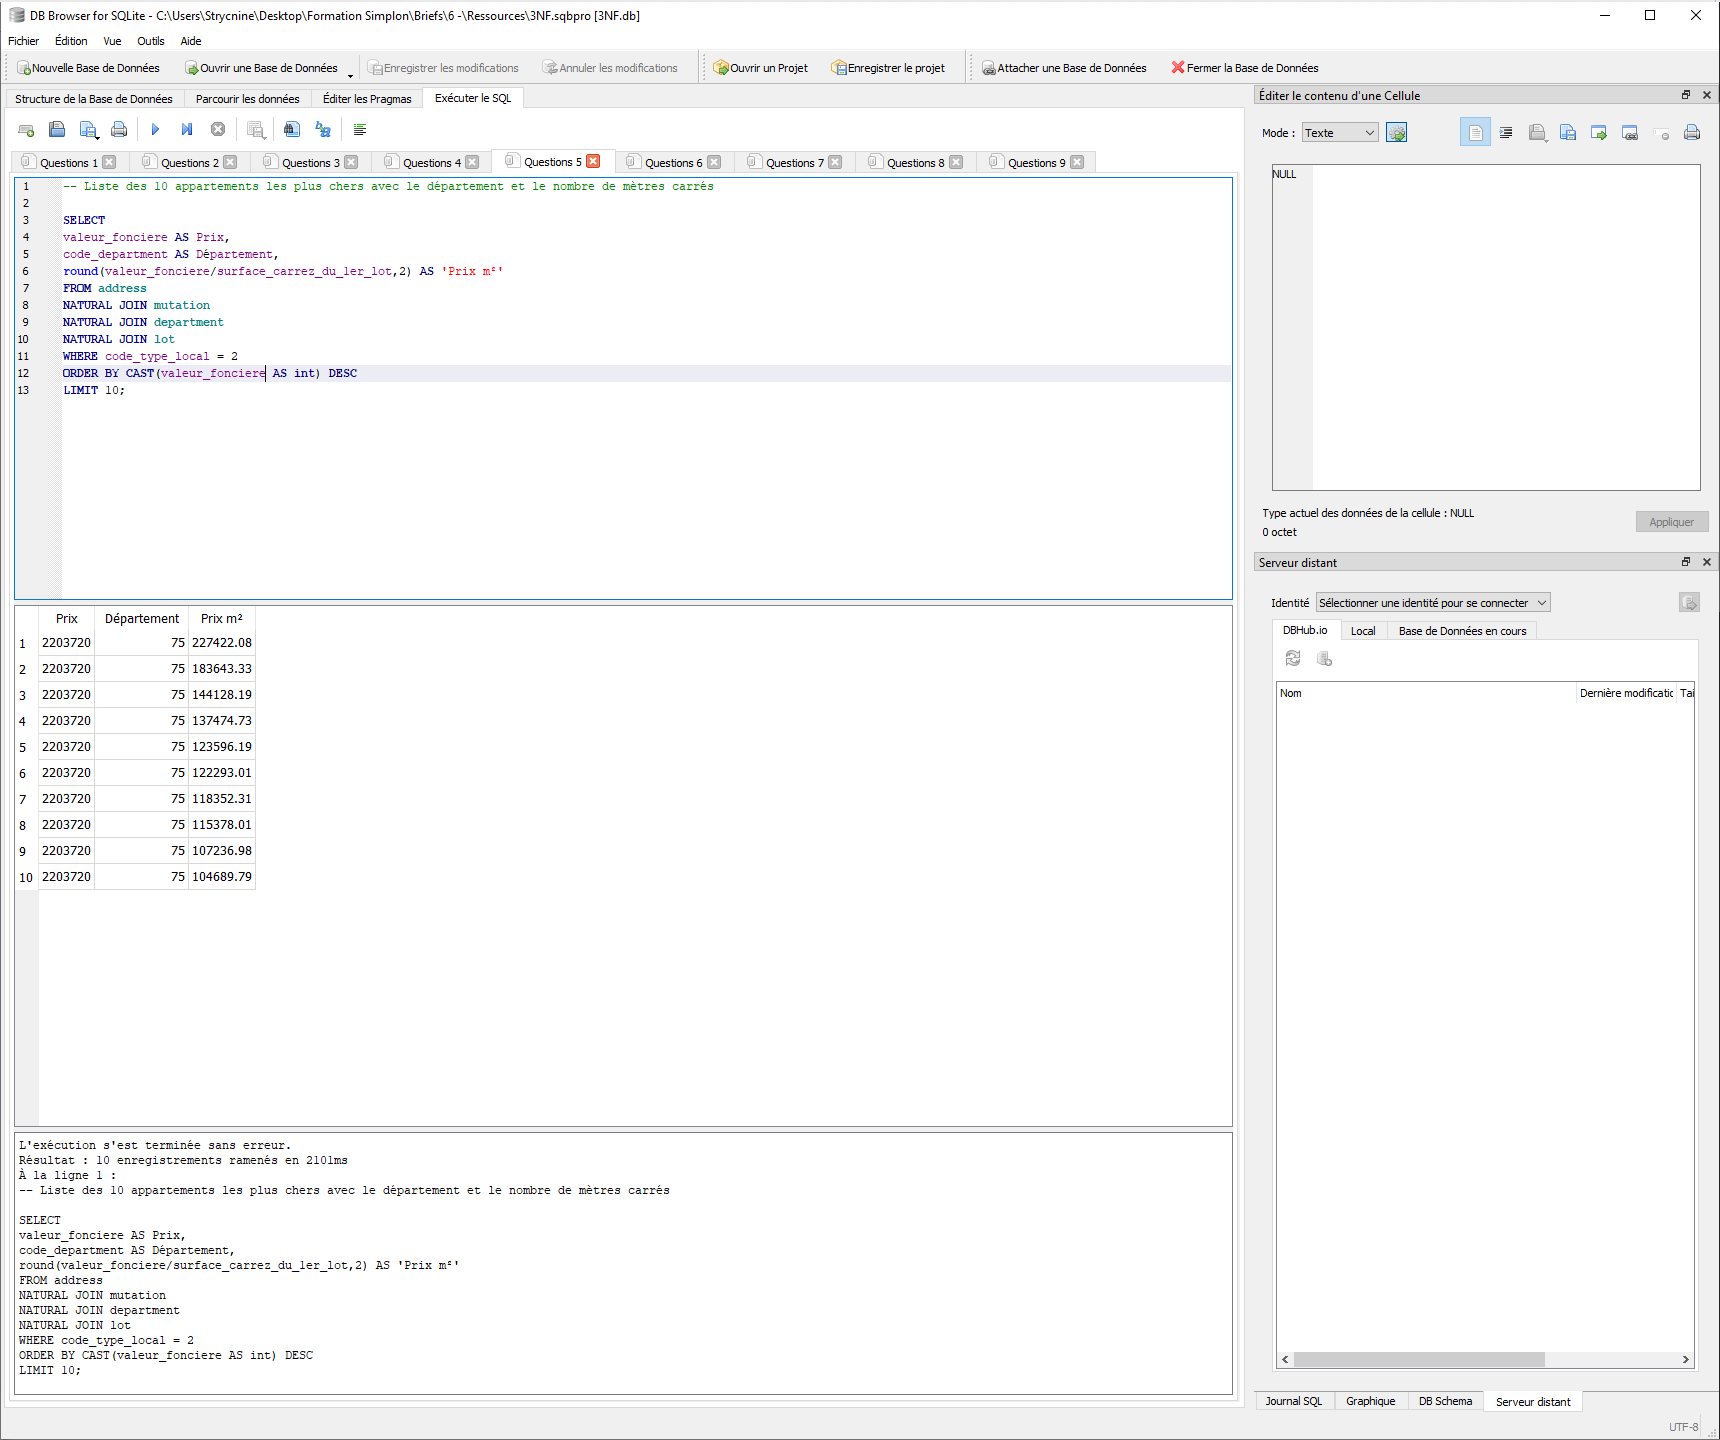 DB Browser for SQLite - C:\Users\Strycnine\Desktop\Formation Simplon\Briefs\6 -\Ressources\3NF.sqbpro [3NF.db]
Fichier Édition Vue Outils Aide
Nouvelle Base de Données Ouvrir une Base de Données Enregistrer les modifications Annuler les modifications Ouvrir un Projet Enregistrer le projet Attacher une Base de Données Fermer la Base de Données
Structure de la Base de Données Parcourir les données Éditer les Pragmas Exécuter le SQL
Questions 1 Questions 2 Questions 3 Questions 4 Questions 5 Questions 6 Questions 7 Questions 8 Questions 9
1 -- Liste des 10 appartements les plus chers avec le département et le nombre de mètres carrés
2
3 SELECT
4 valeur_fonciere AS Prix,
5 code_department AS Département,
6 round(valeur_fonciere/surface_carrez_du_1er_lot,2) AS 'Prix m²'
7 FROM address
8 NATURAL JOIN mutation
9 NATURAL JOIN department
10 NATURAL JOIN lot
11 WHERE code_type_local = 2
12 ORDER BY CAST(valeur_fonciere AS int) DESC
13 LIMIT 10;
Prix Département Prix m²
1 2203720 75 227422.08
2 2203720 75 183643.33
3 2203720 75 144128.19
4 2203720 75 137474.73
5 2203720 75 123596.19
6 2203720 75 122293.01
7 2203720 75 118352.31
8 2203720 75 115378.01
9 2203720 75 107236.98
10 2203720 75 104689.79
L'exécution s'est terminée sans erreur.
Résultat : 10 enregistrements ramenés en 2101ms
À la ligne 1 :
-- Liste des 10 appartements les plus chers avec le département et le nombre de mètres carrés
SELECT
valeur_fonciere AS Prix,
code_department AS Département,
round(valeur_fonciere/surface_carrez_du_1er_lot,2) AS 'Prix m²'
FROM address
NATURAL JOIN mutation
NATURAL JOIN department
NATURAL JOIN lot
WHERE code_type_local = 2
ORDER BY CAST(valeur_fonciere AS int) DESC
LIMIT 10;
Éditer le contenu d'une Cellule
Mode : Texte
NULL
Type actuel des données de la cellule : NULL
0 octet
Appliquer
Serveur distant
Identité Sélectionner une identité pour se connecter
DBHub.io Local Base de Données en cours
Nom Dernière modificatic Tai
Journal SQL Graphique DB Schema Serveur distant
UTF-8